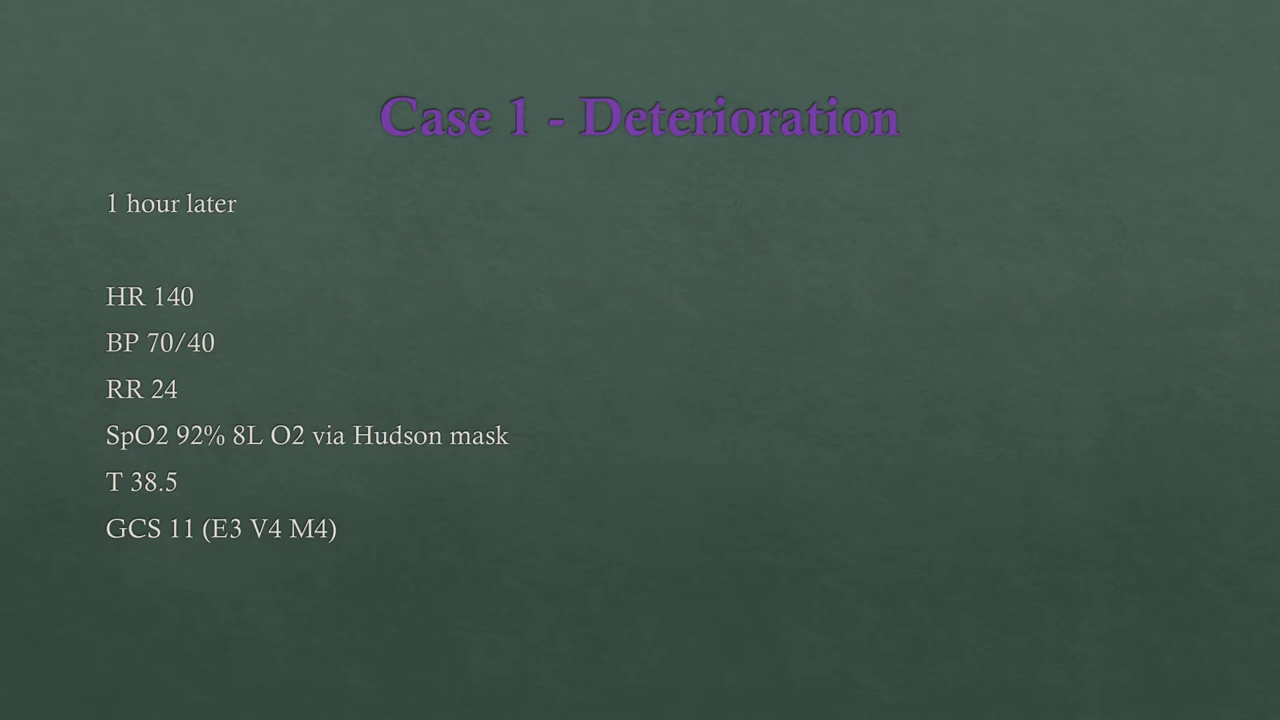 Case 1 - Deterioration
1 hour later
HR 140
BP 70/40
RR 24
SpO2 92% 8L O2 via Hudson mask
T 38.5
GCS 11 (E3 V4 M4)